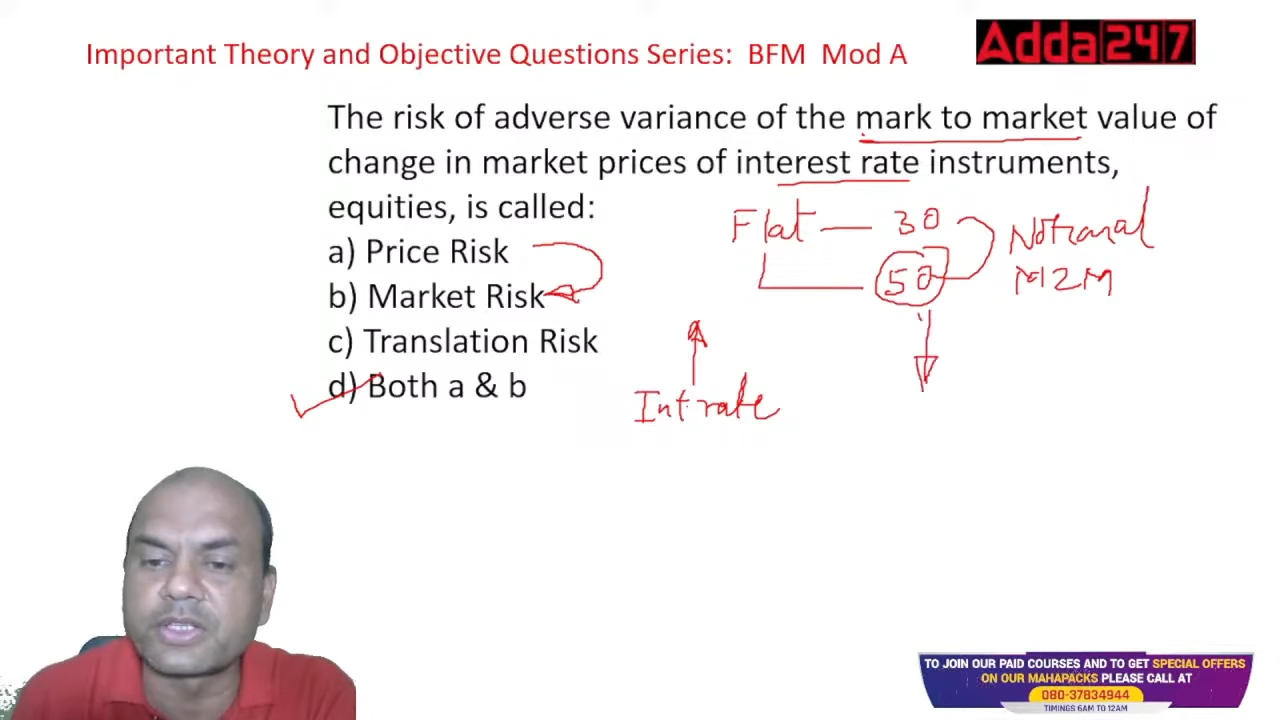 Important Theory and Objective Questions Series: BFM Mod A
Adda247
The risk of adverse variance of the mark to market value of
change in market prices of interest rate instruments,
equities, is called:
a) Price Risk
b) Market Risk
c) Translation Risk
d) Both a & b
Flat — 30
50
Notional
M2M
Int rate
TO JOIN OUR PAID COURSES AND TO GET SPECIAL OFFERS
ON OUR MAHAPACKS PLEASE CALL AT
080-37834944
TIMINGS 6AM TO 12AM